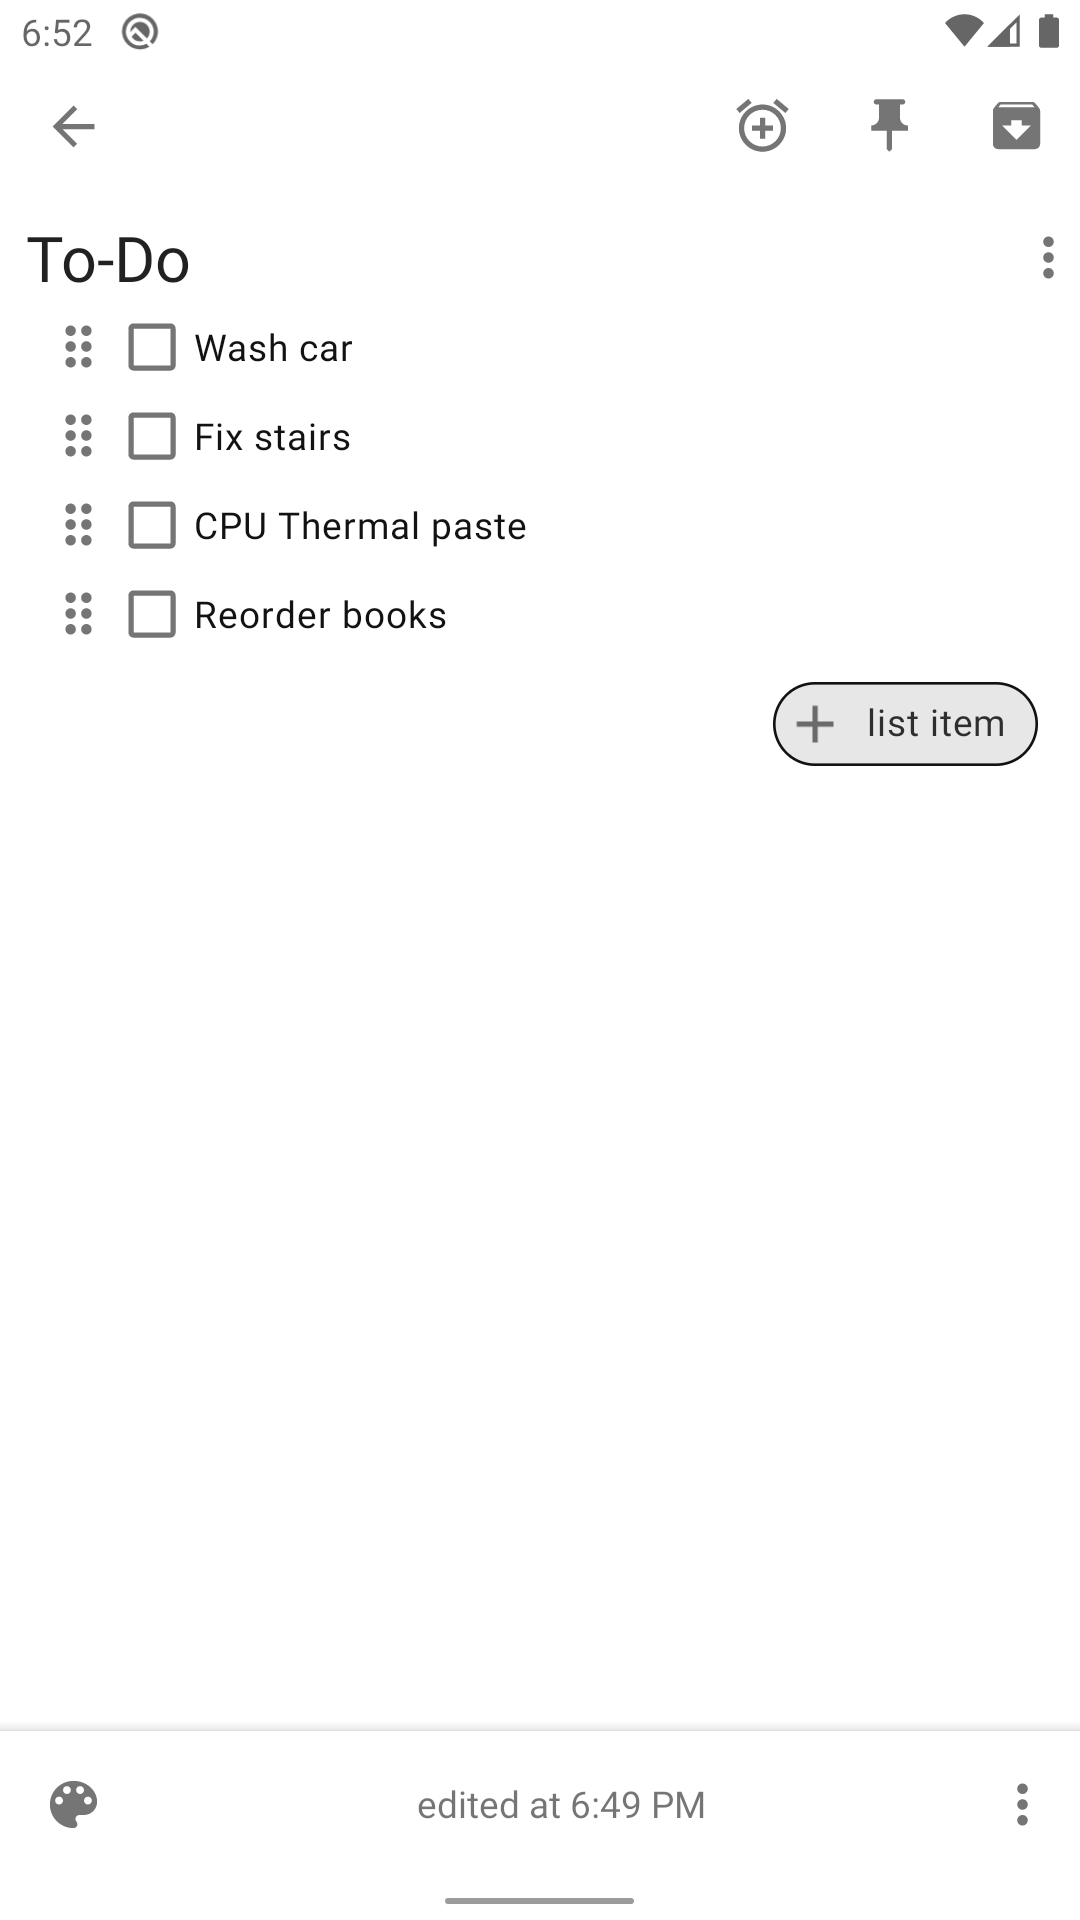 6:52
To-Do
Wash car
Fix stairs
CPU Thermal paste
Reorder books
list item
edited at 6:49 PM